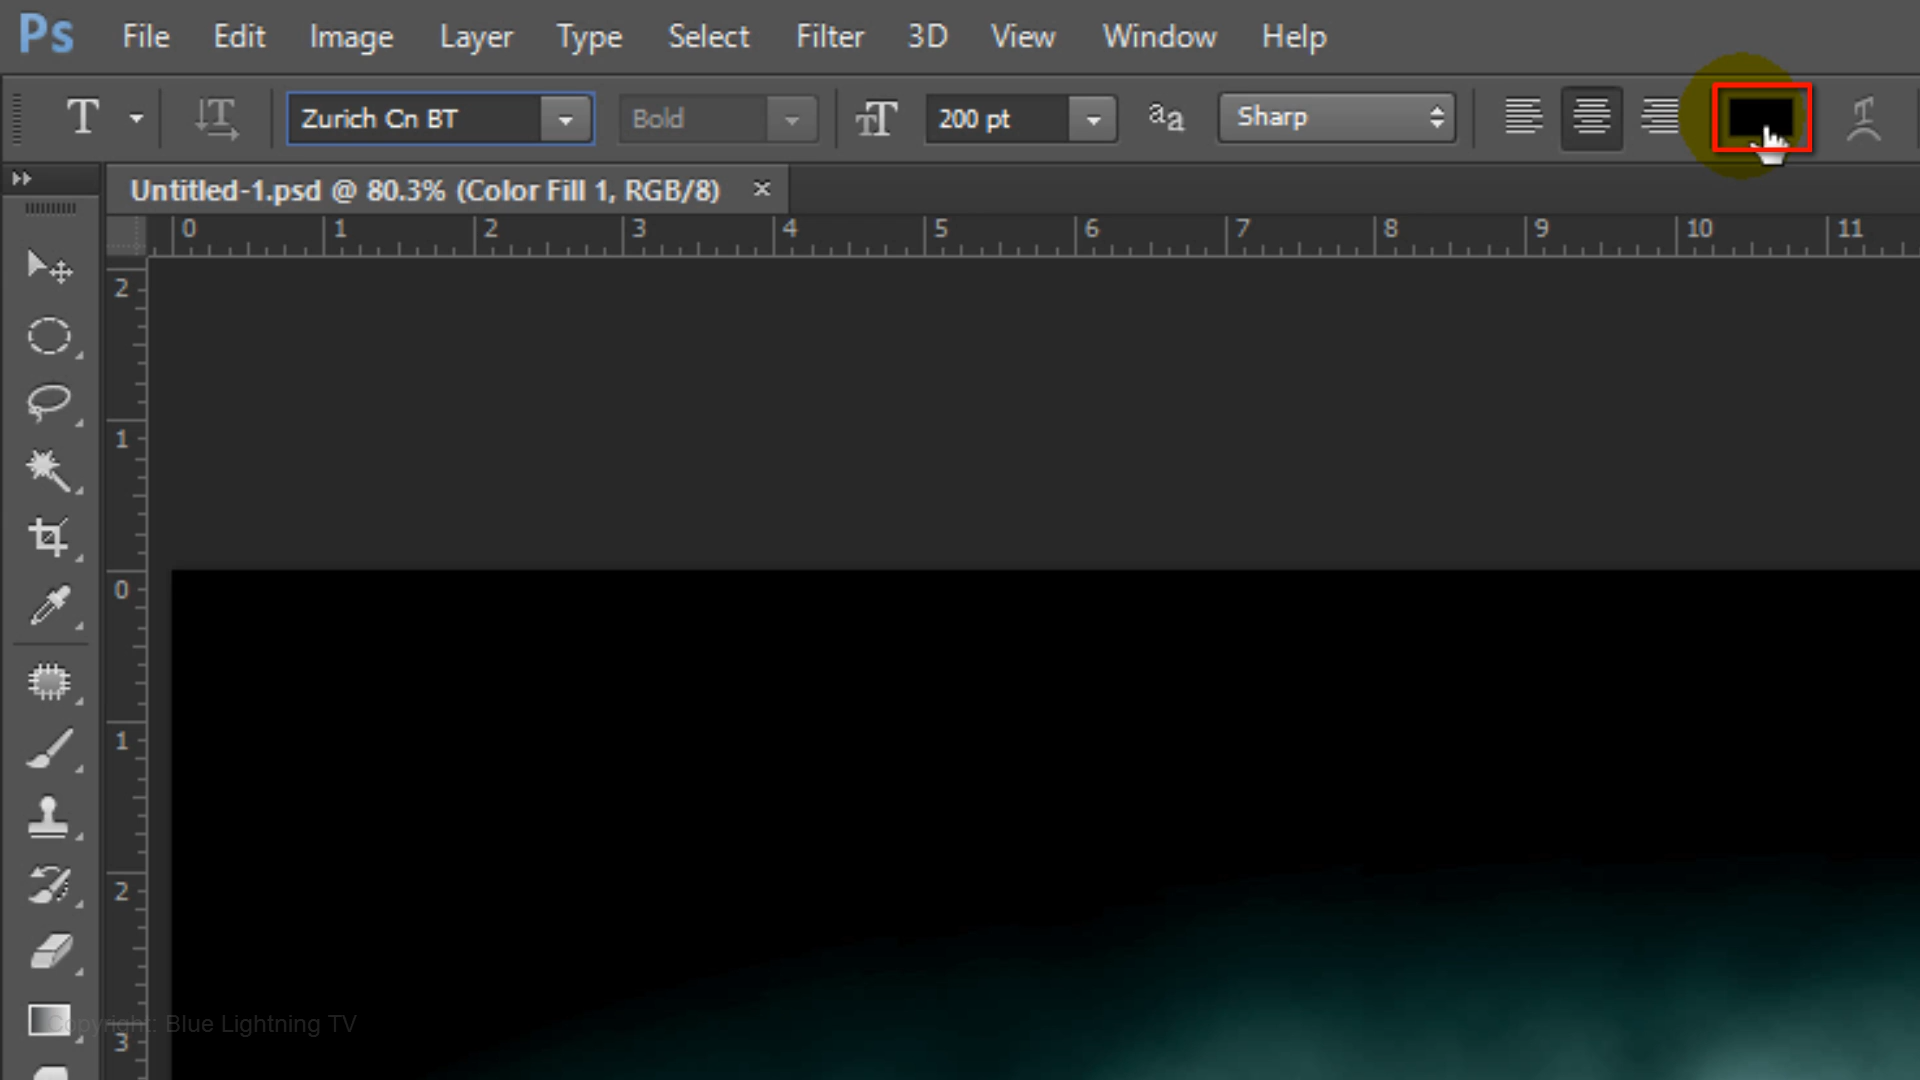 Ps File Edit Image Layer Type Select Filter 3D View Window Help
T Zurich Cn BT Bold 200 pt aa Sharp
Untitled-1.psd @ 80.3% (Color Fill 1, RGB/8) ×
0 1 2 3 4 5 6 7 8 9 10 11
2
1
0
1
2
3
Copyright: Blue Lightning TV